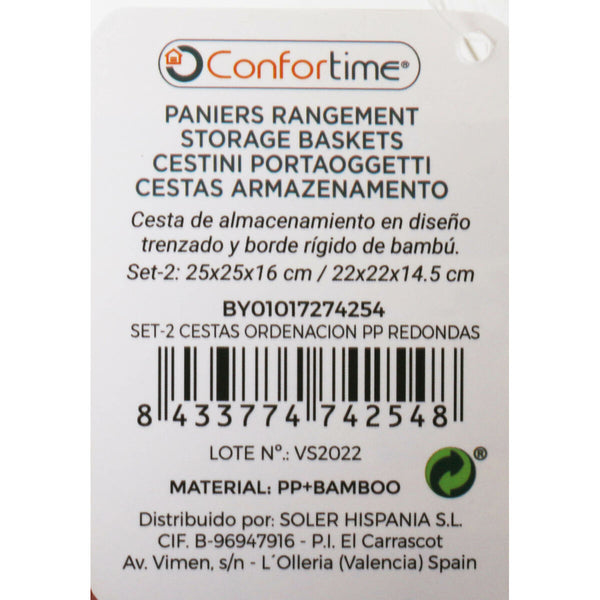 Confortime®
PANIERS RANGEMENT
STORAGE BASKETS
CESTINI PORTAOGGETTI
CESTAS ARMAZENAMENTO
Cesta de almacenamiento en diseño
trenzado y borde rígido de bambú.
Set-2: 25x25x16 cm / 22x22x14.5 cm
BY01017274254
SET-2 CESTAS ORDENACION PP REDONDAS
8 433774 742548
LOTE Nº.: VS2022
®
MATERIAL: PP+BAMBOO
Distribuido por: SOLER HISPANIA S.L.
CIF. B-96947916 - P.I. El Carrascot
Av. Vimen, s/n - L´Olleria (Valencia) Spain